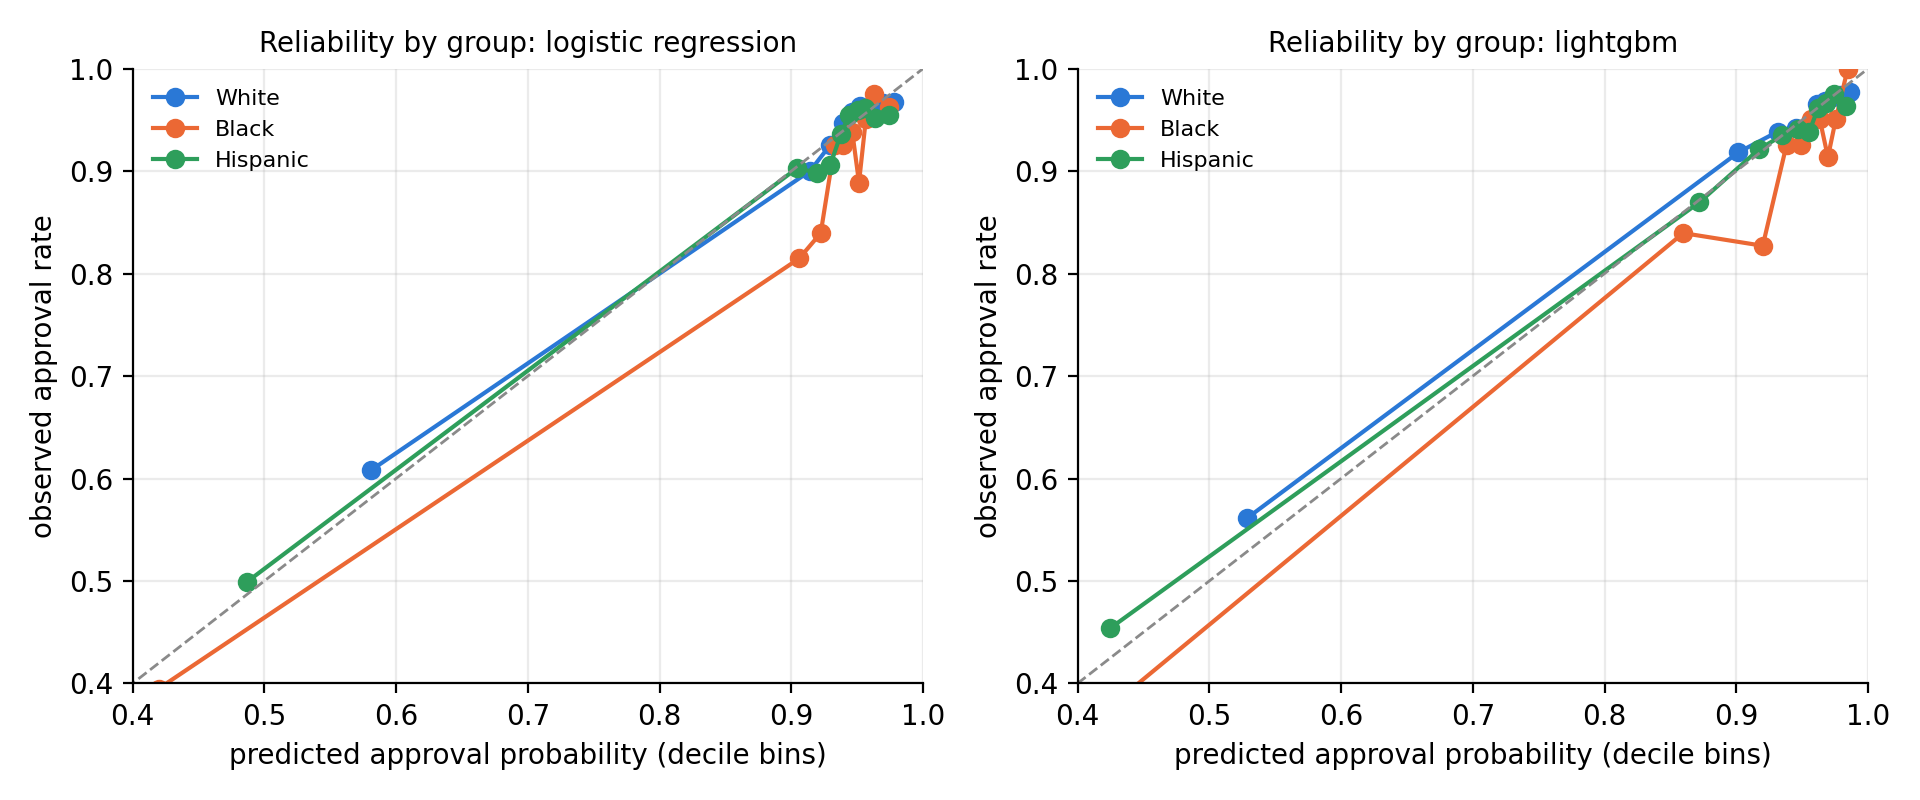 Reliability by group: logistic regression
1.0
0.9
0.8
0.7
0.6
0.5
0.4
observed approval rate
White
Black
Hispanic
0.4 0.5 0.6 0.7 0.8 0.9 1.0
predicted approval probability (decile bins)
Reliability by group: lightgbm
1.0
0.9
0.8
0.7
0.6
0.5
0.4
observed approval rate
White
Black
Hispanic
0.4 0.5 0.6 0.7 0.8 0.9 1.0
predicted approval probability (decile bins)